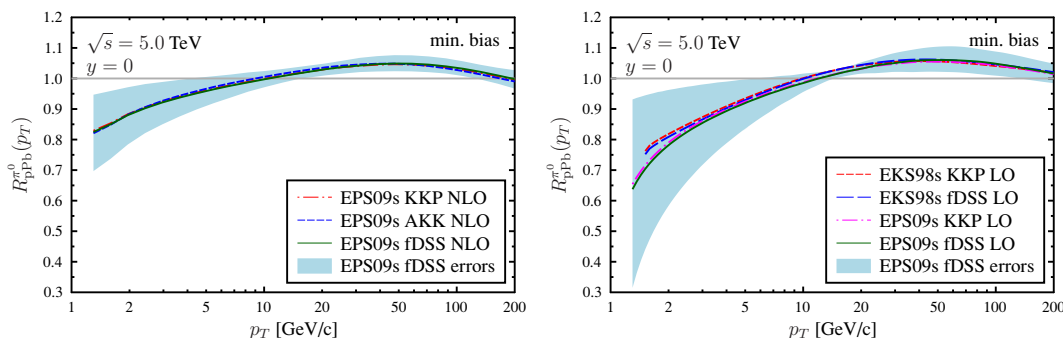 1.2
1.1
1.0
0.9
0.8
0.7
0.6
0.5
0.4
0.3
R^{π^0}_{pPb}(p_T)
√s = 5.0 TeV
y = 0
min. bias
EPS09s KKP NLO
EPS09s AKK NLO
EPS09s fDSS NLO
EPS09s fDSS errors
1 2 5 10 20 50 100 200
p_T [GeV/c]
1.2
1.1
1.0
0.9
0.8
0.7
0.6
0.5
0.4
0.3
R^{π^0}_{pPb}(p_T)
√s = 5.0 TeV
y = 0
min. bias
EKS98s KKP LO
EKS98s fDSS LO
EPS09s KKP LO
EPS09s fDSS LO
EPS09s fDSS errors
1 2 5 10 20 50 100 200
p_T [GeV/c]